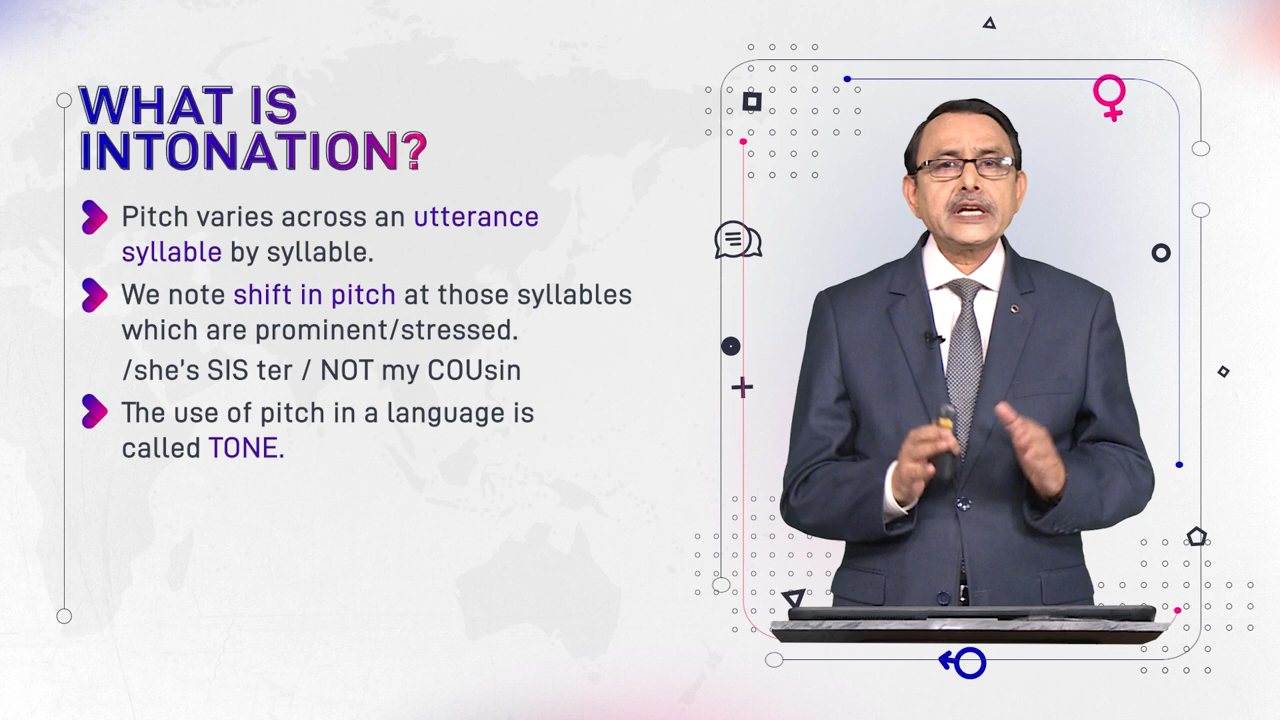 WHAT IS
INTONATION?
Pitch varies across an utterance
syllable by syllable.
We note shift in pitch at those syllables
which are prominent/stressed.
/she's SIS ter / NOT my COUsin
The use of pitch in a language is
called TONE.